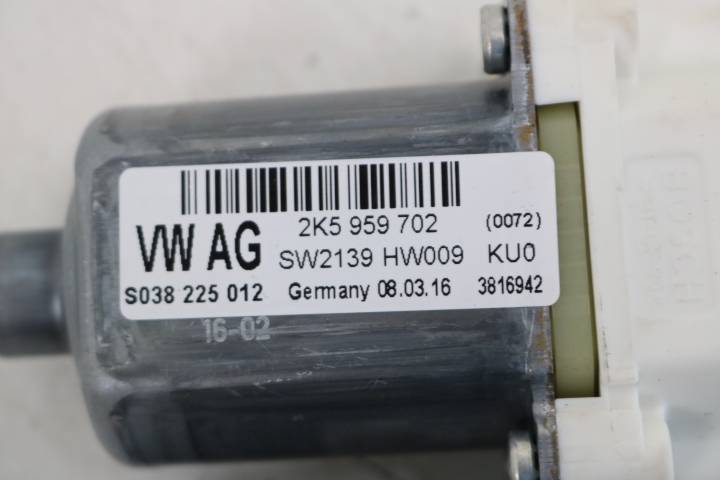 2K5 959 702 (0072)
VW AG SW2139 HW009 KU0
S038 225 012 Germany 08.03.16 3816942
16-02